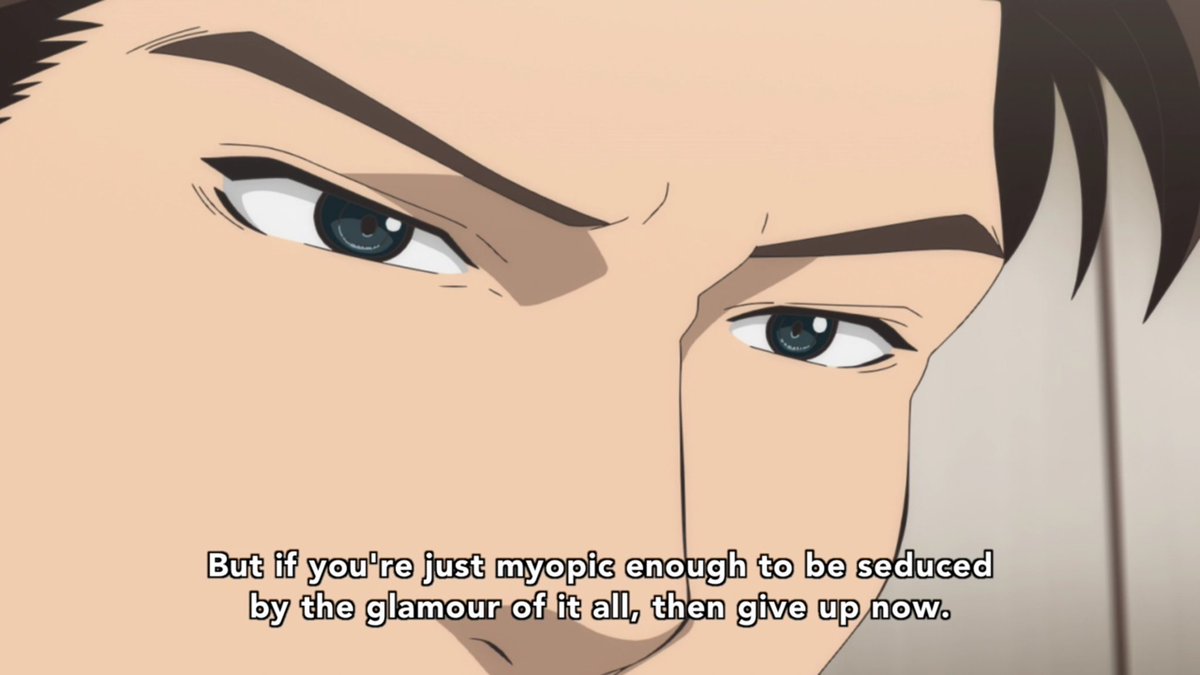 But if you're just myopic enough to be seduced
by the glamour of it all, then give up now.